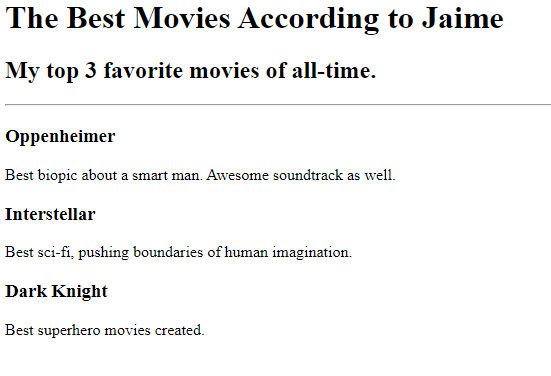 The Best Movies According to Jaime
My top 3 favorite movies of all-time.
Oppenheimer
Best biopic about a smart man. Awesome soundtrack as well.
Interstellar
Best sci-fi, pushing boundaries of human imagination.
Dark Knight
Best superhero movies created.